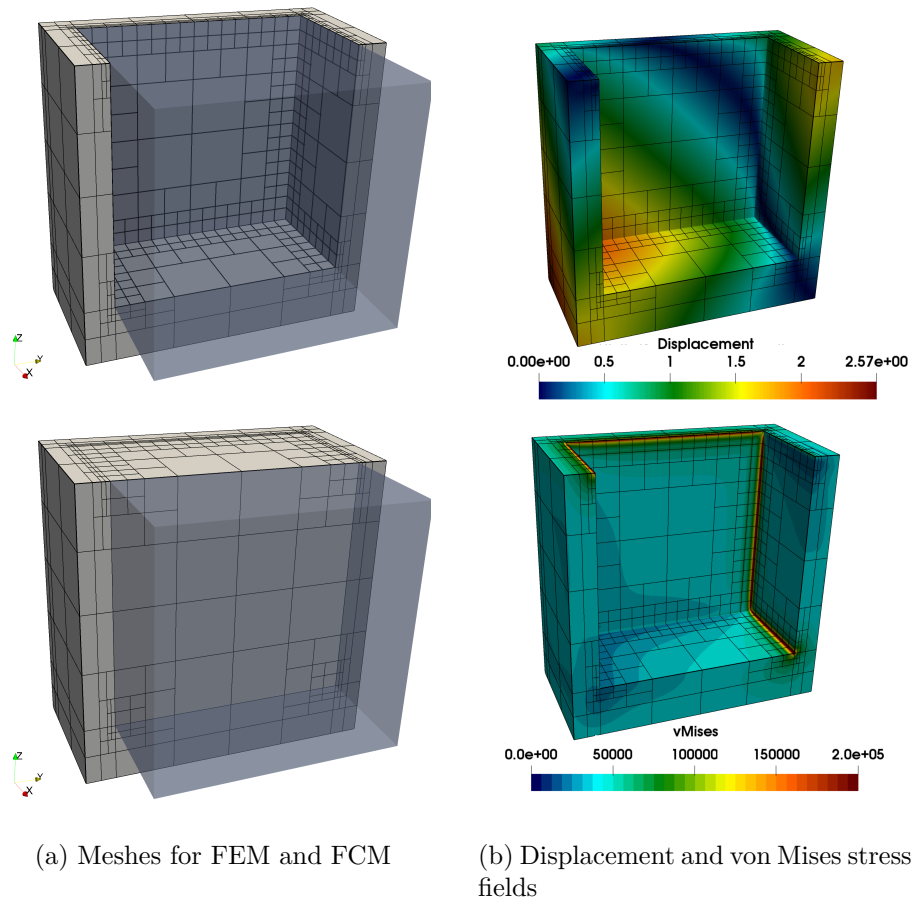 Z
Y
X
Displacement
0.00e+00 0.5 1 1.5 2 2.57e+00
Z
Y
X
vMises
0.0e+00 50000 100000 150000 2.0e+05
(a) Meshes for FEM and FCM
(b) Displacement and von Mises stress
fields